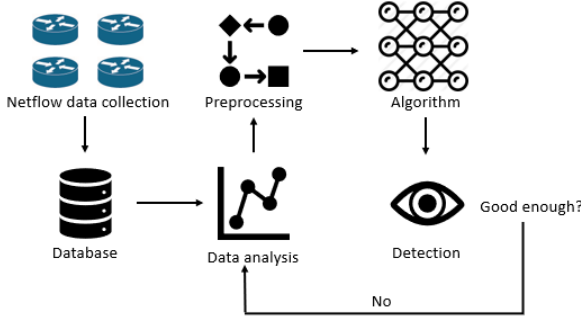 Netflow data collection
Preprocessing
Algorithm
Database
Data analysis
Detection
Good enough?
No